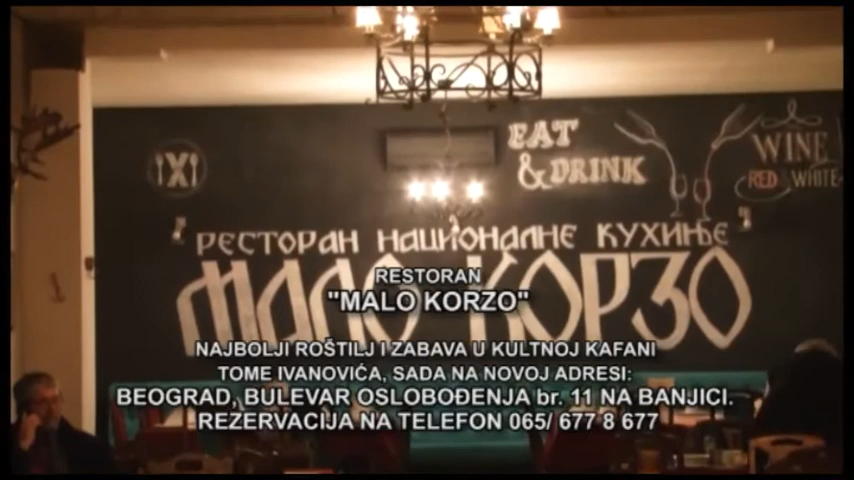 EAT
& DRINK
WINE
RED & WHITE
"РЕСТОРАН НАЦИОНАЛНЕ КУХИЊЕ"
МАЛО КОРЗО
RESTORAN
"MALO KORZO"
NAJBOLJI ROŠTILJ I ZABAVA U KULTNOJ KAFANI
TOME IVANOVIĆA, SADA NA NOVOJ ADRESI:
BEOGRAD, BULEVAR OSLOBOĐENJA br. 11 NA BANJICI.
REZERVACIJA NA TELEFON 065/ 677 8 677